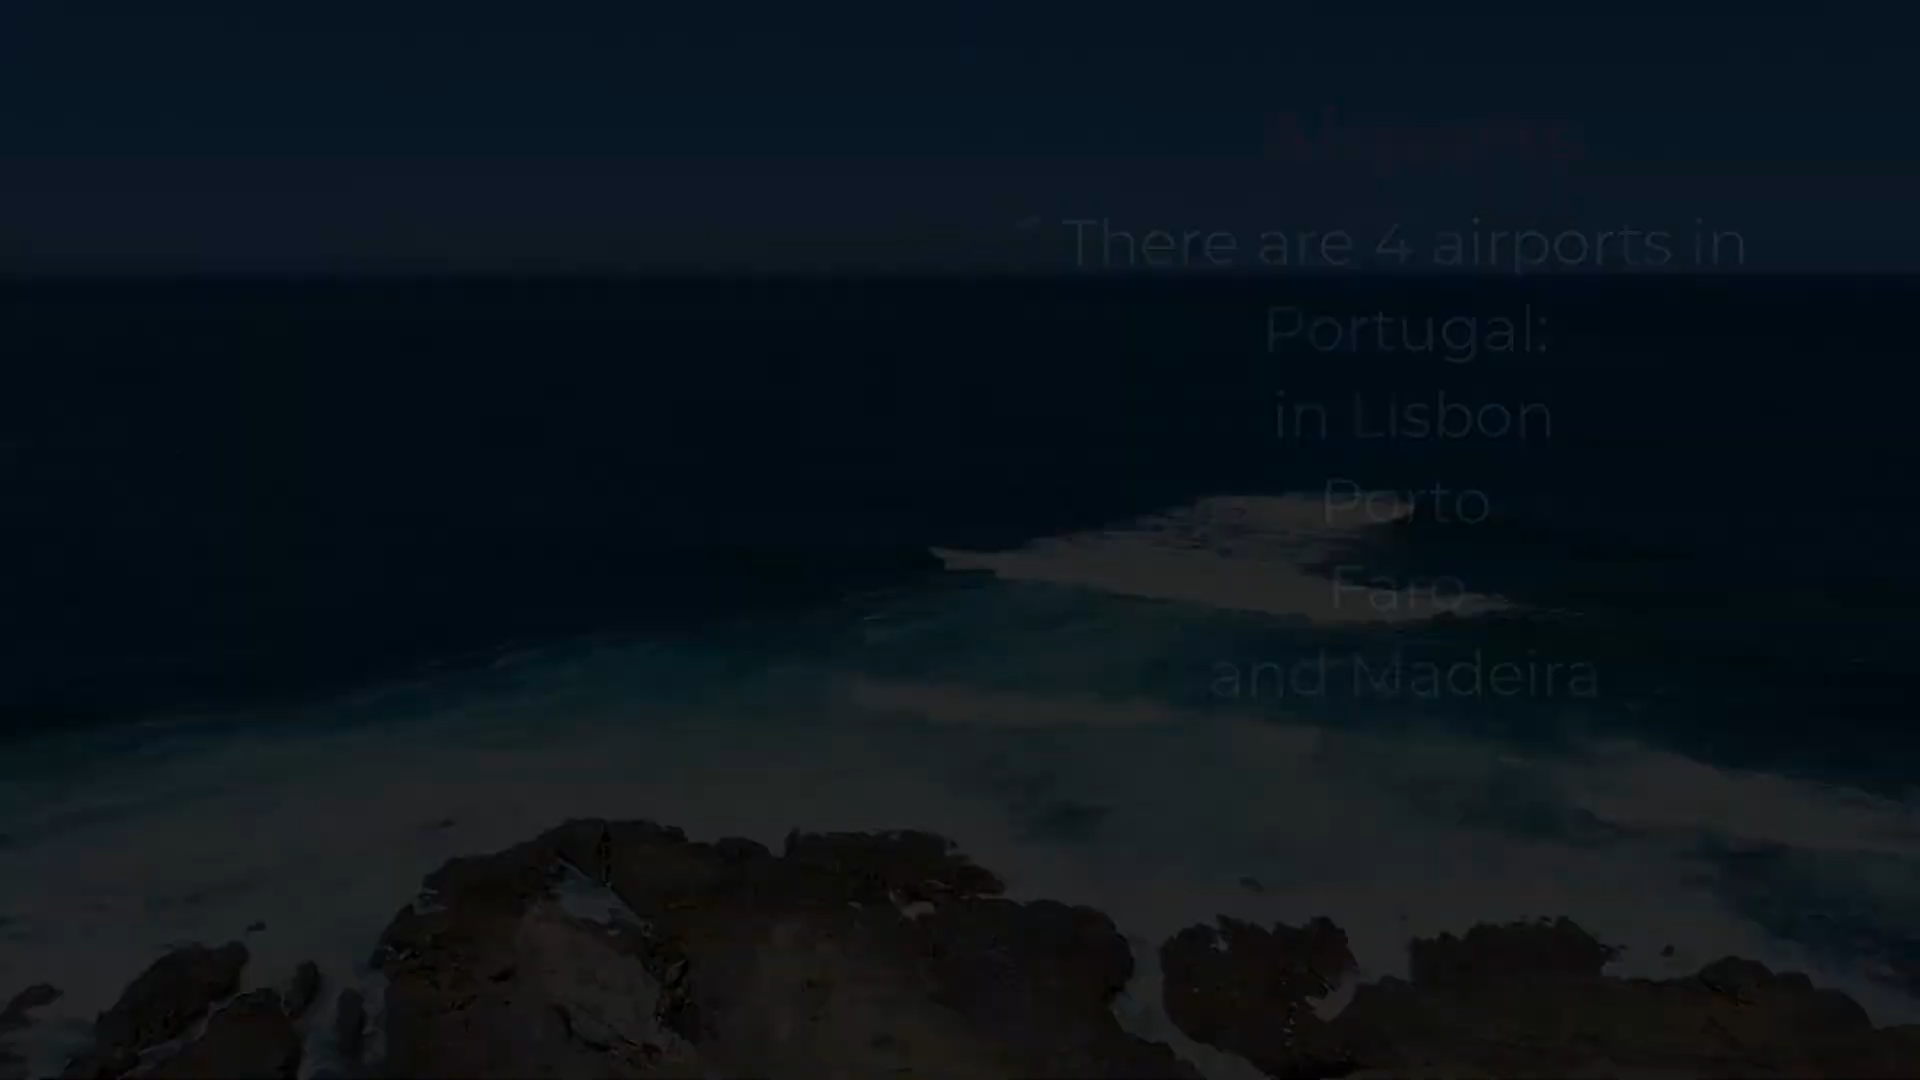 There are 4 airports in
Portugal:
in Lisbon
Porto
Faro
and Madeira